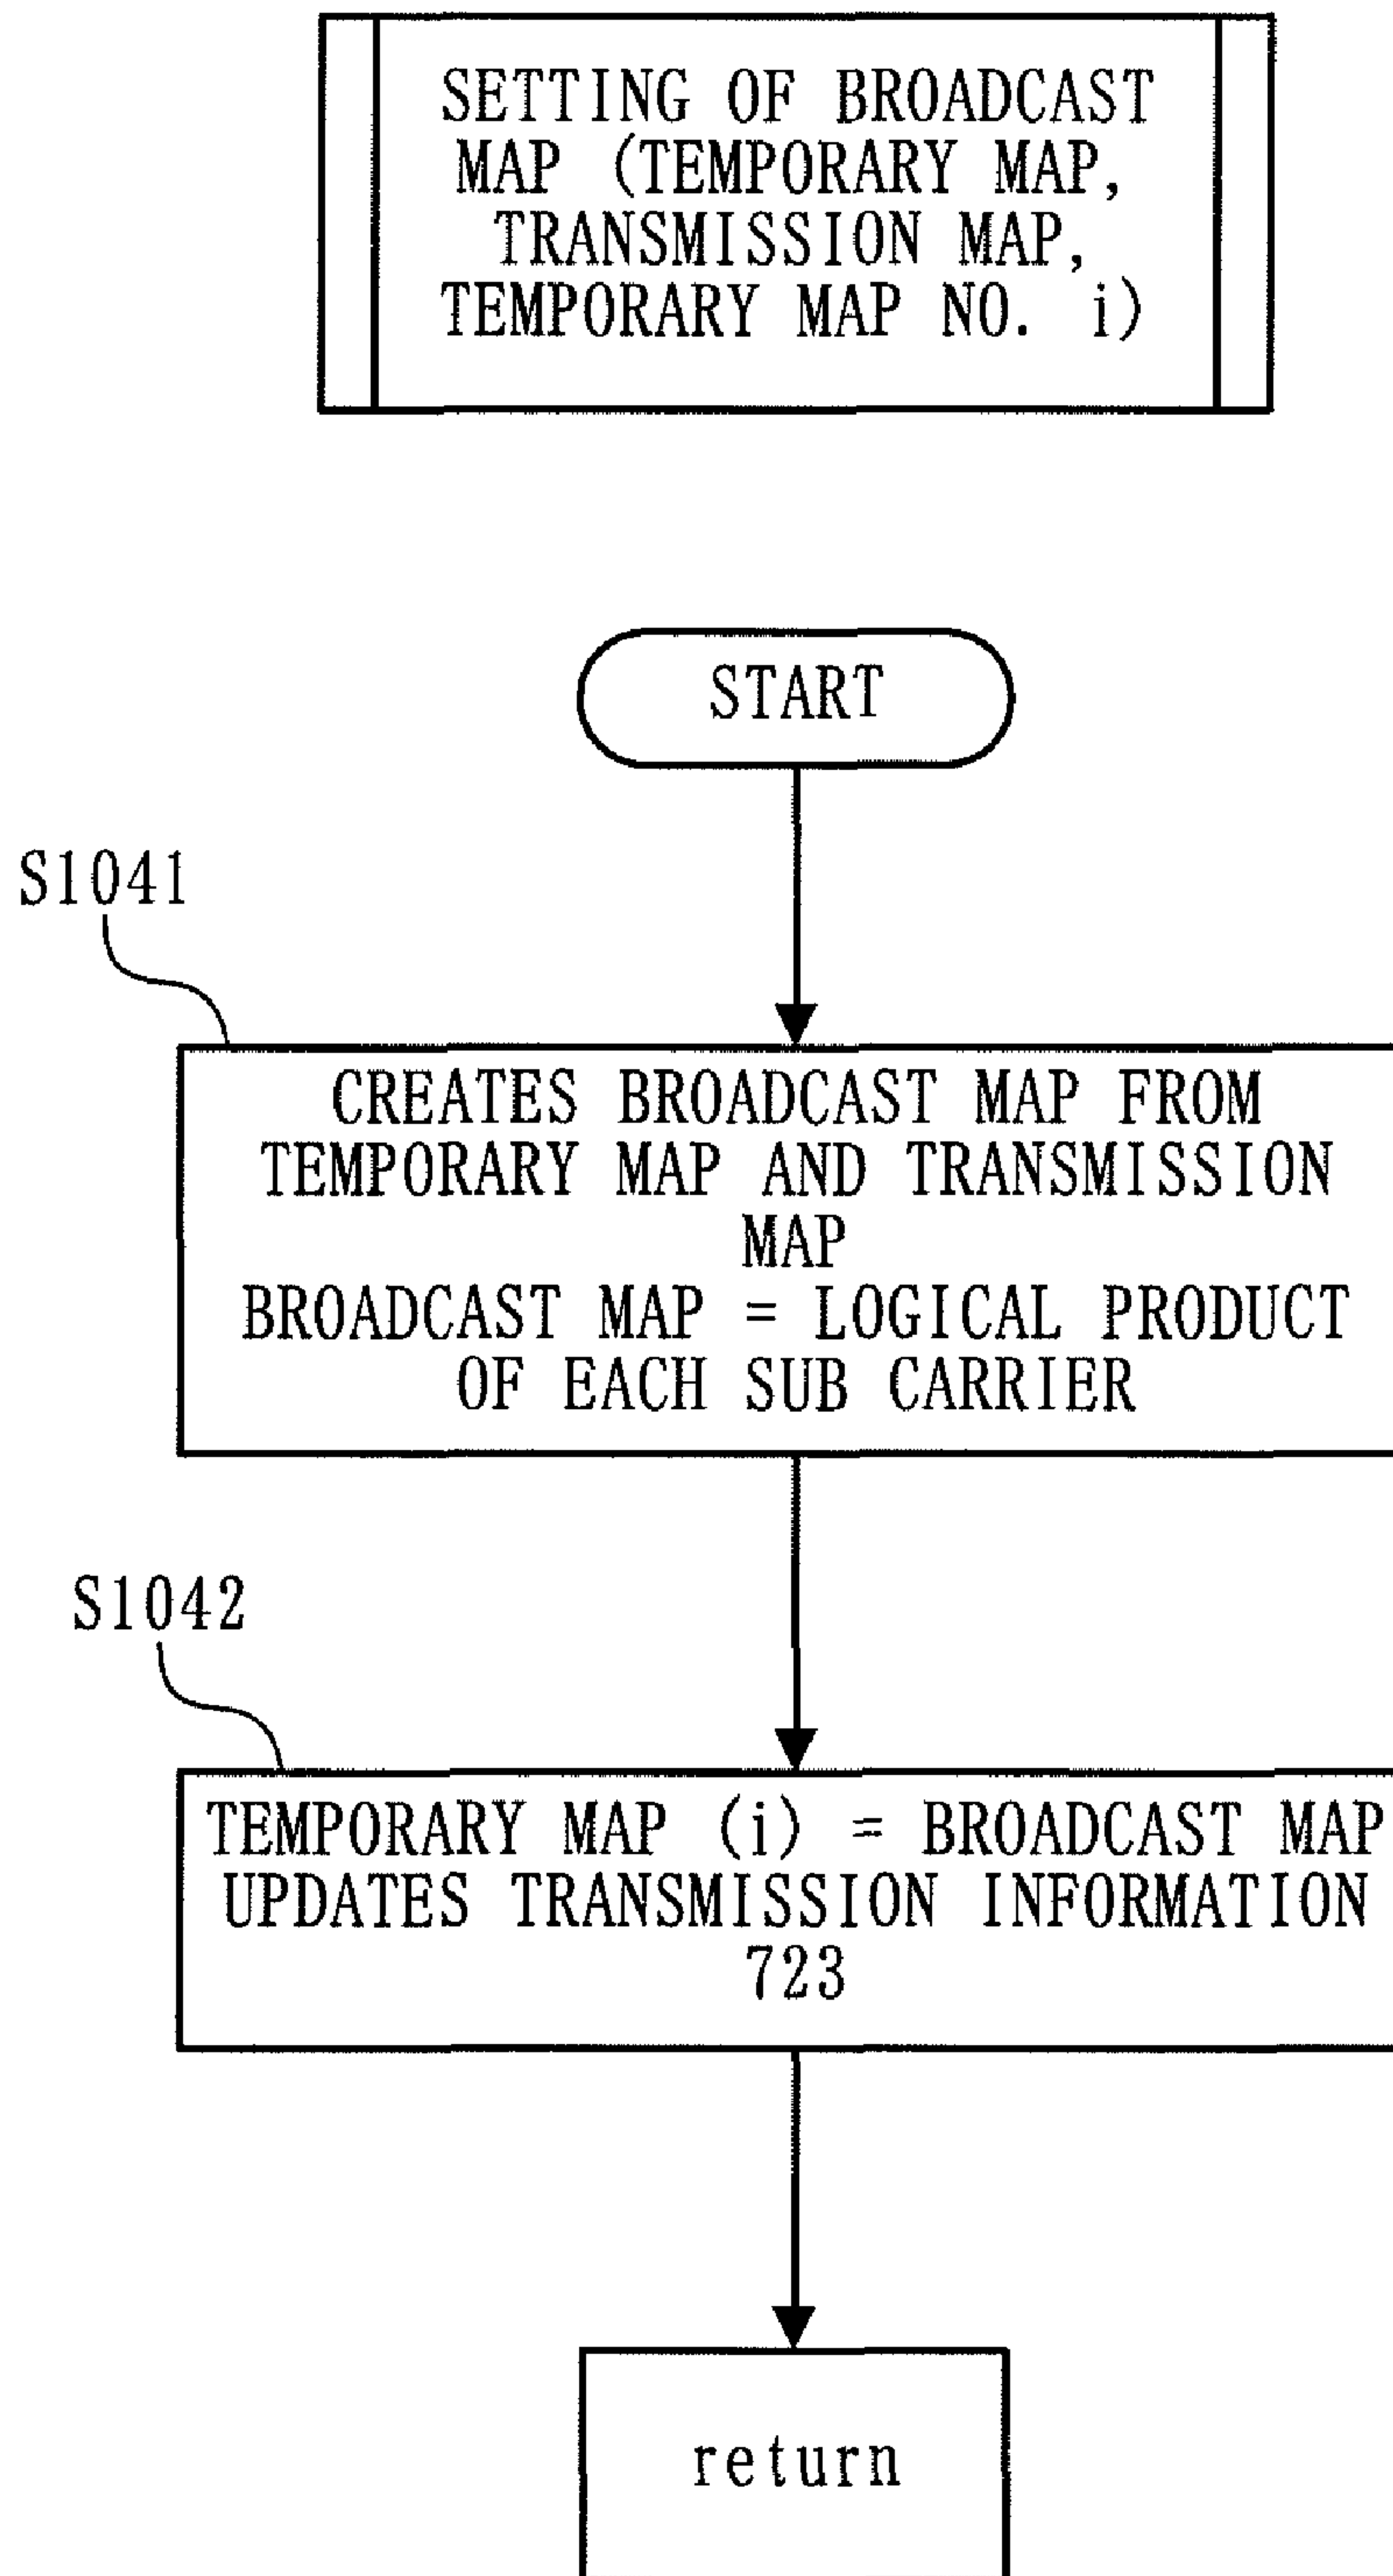 SETTING OF BROADCAST
MAP (TEMPORARY MAP,
TRANSMISSION MAP,
TEMPORARY MAP NO. i)
START
S1041
CREATES BROADCAST MAP FROM
TEMPORARY MAP AND TRANSMISSION
MAP
BROADCAST MAP = LOGICAL PRODUCT
OF EACH SUB CARRIER
S1042
TEMPORARY MAP (i) = BROADCAST MAP
UPDATES TRANSMISSION INFORMATION
723
return